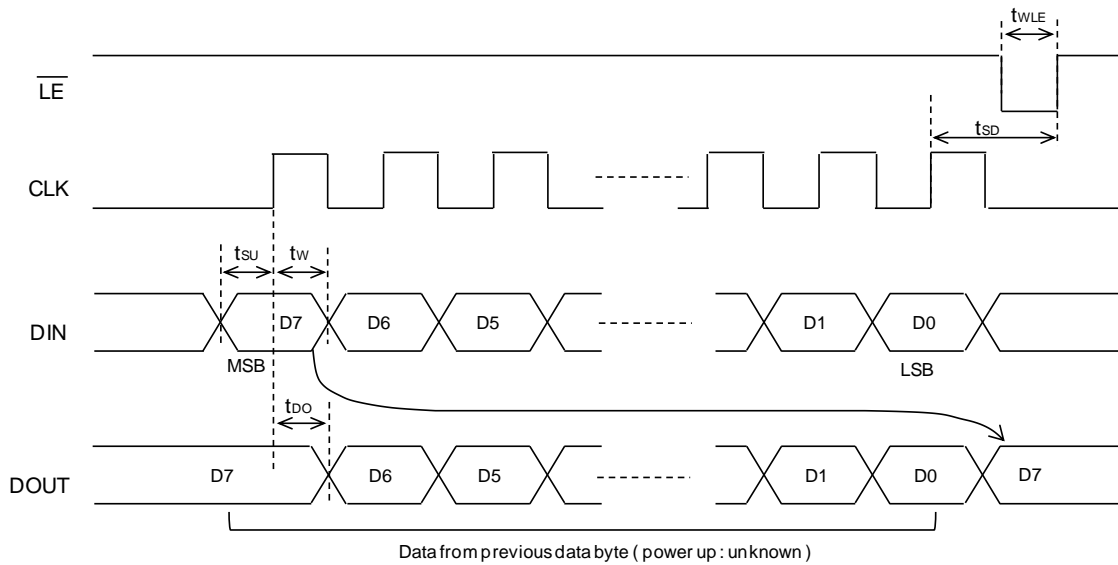 tWLE
LE
tSD
CLK
tSU tW
DIN D7 D6 D5 D1 D0
MSB LSB
tDO
DOUT D7 D6 D5 D1 D0 D7
Data from previous data byte ( power up : unknown )